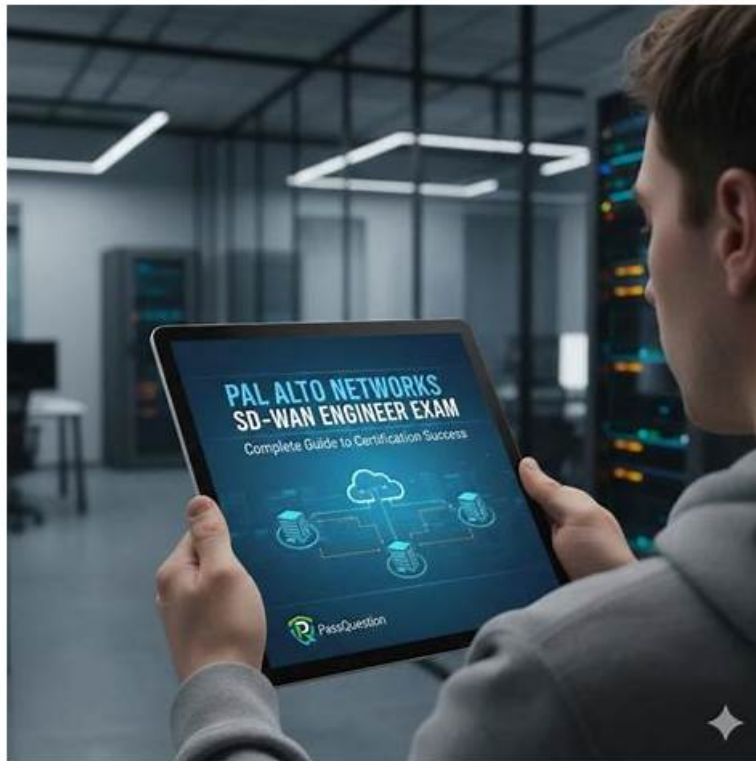 PAL ALTO NETWORKS
SD-WAN ENGINEER EXAM
Complete Guide to Certification Success
PassQuestion